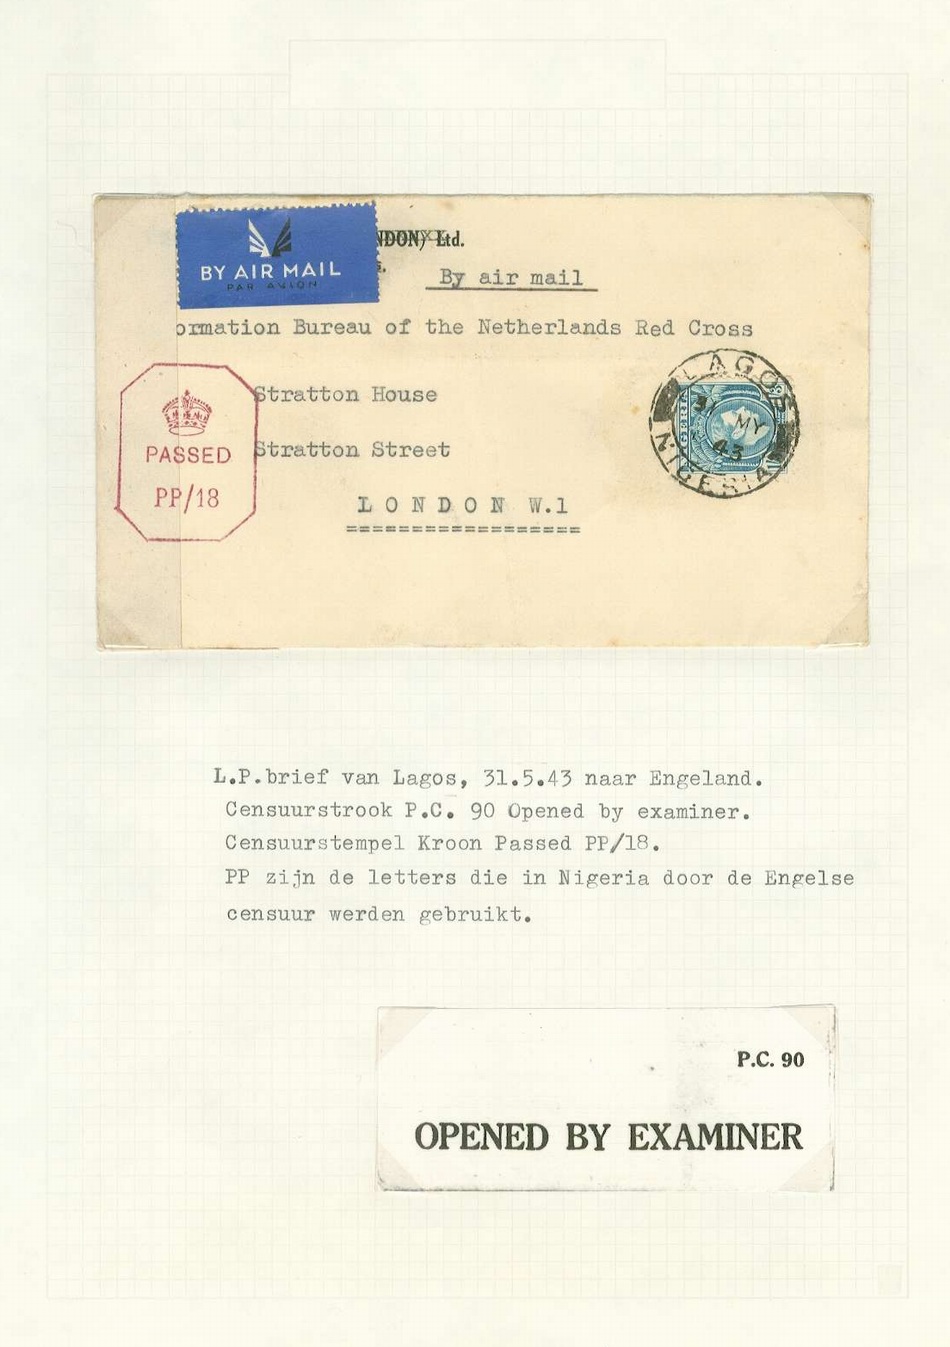 NDON) Ltd.
BY AIR MAIL
PAR AVION
By air mail
ormation Bureau of the Netherlands Red Cross
Stratton House
Stratton Street
LONDON W.1
PASSED
PP/18
LAGOS
31 MY
43
NIGERIA
L.P.brief van Lagos, 31.5.43 naar Engeland.
Censuurstrook P.C. 90 Opened by examiner.
Censuurstempel Kroon Passed PP/18.
PP zijn de letters die in Nigeria door de Engelse
censuur werden gebruikt.
P.C. 90
OPENED BY EXAMINER